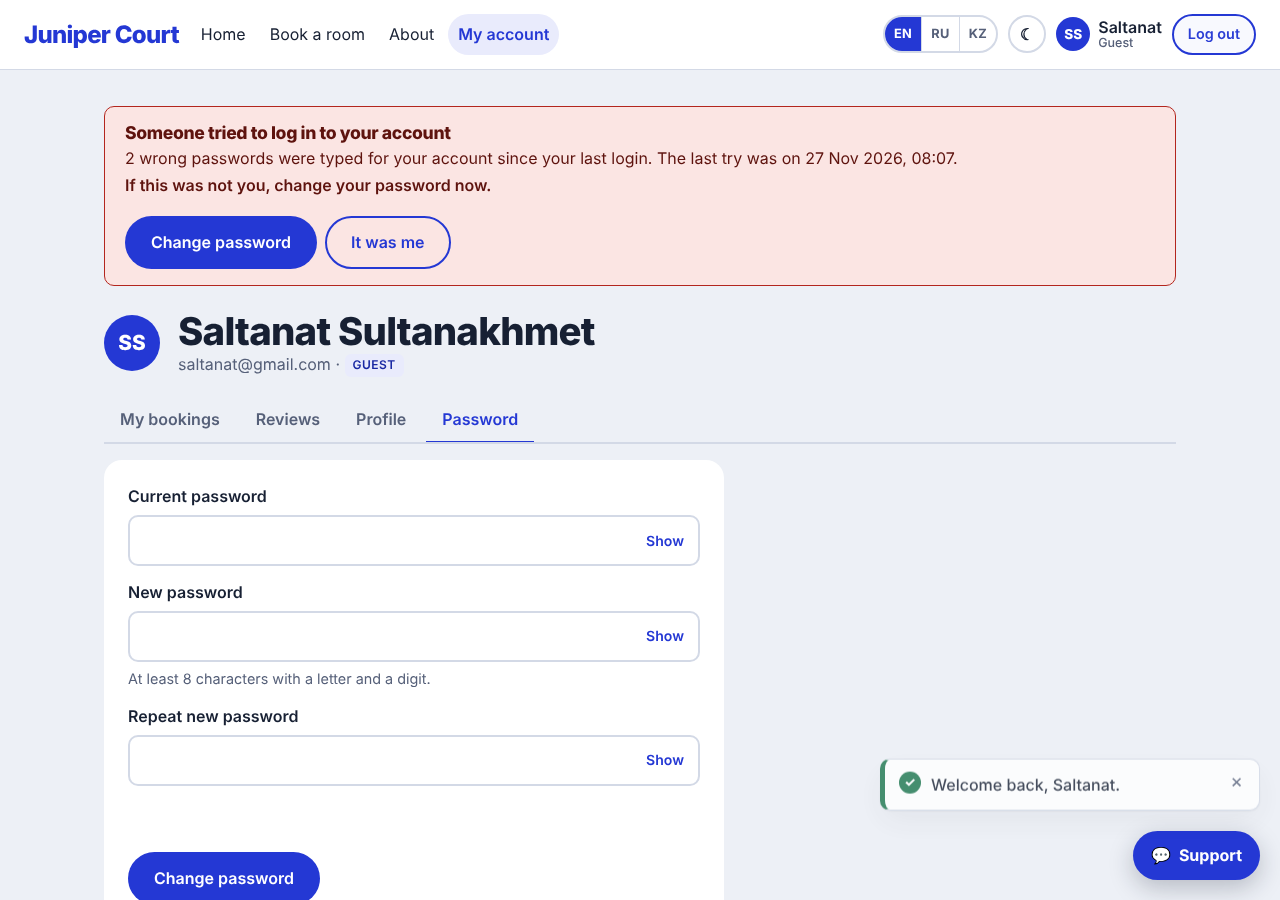 Juniper Court Home Book a room About My account EN RU KZ SS Saltanat Log out
Guest
Someone tried to log in to your account
2 wrong passwords were typed for your account since your last login. The last try was on 27 Nov 2026, 08:07.
If this was not you, change your password now.
Change password It was me
SS Saltanat Sultanakhmet
saltanat@gmail.com · GUEST
My bookings Reviews Profile Password
Current password
Show
New password
Show
At least 8 characters with a letter and a digit.
Repeat new password
Show
Welcome back, Saltanat. ×
Support
Change password